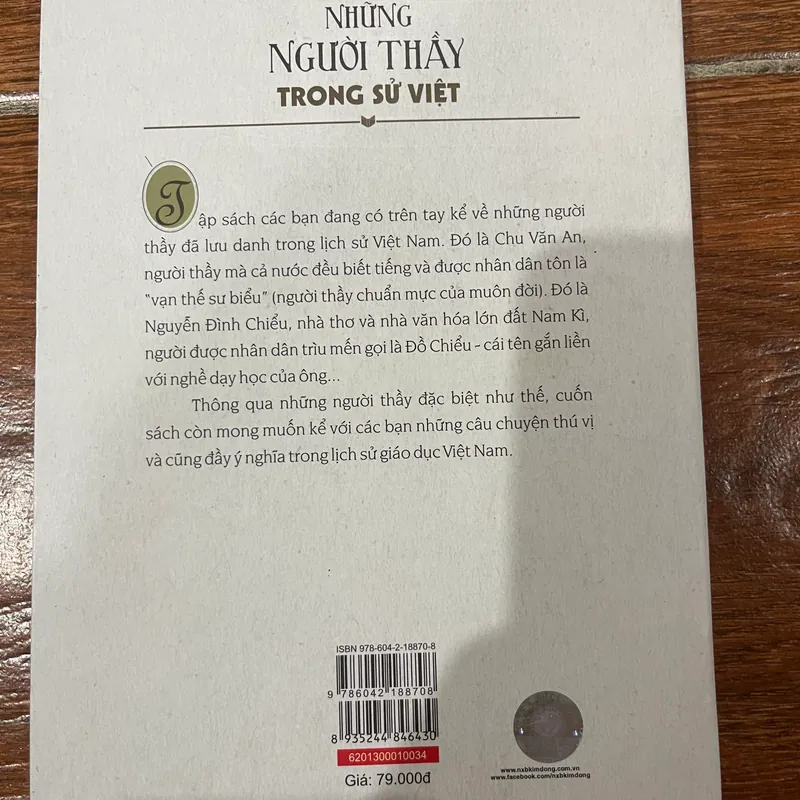 NHỮNG
NGƯỜI THẦY
TRONG SỬ VIỆT
Tập sách các bạn đang có trên tay kể về những người
thầy đã lưu danh trong lịch sử Việt Nam. Đó là Chu Văn An,
người thầy mà cả nước đều biết tiếng và được nhân dân tôn là
"vạn thế sư biểu" (người thầy chuẩn mực của muôn đời). Đó là
Nguyễn Đình Chiểu, nhà thơ và nhà văn hóa lớn đất Nam Kì,
người được nhân dân trìu mến gọi là Đồ Chiểu - cái tên gắn liền
với nghề dạy học của ông...
Thông qua những người thầy đặc biệt như thế, cuốn
sách còn mong muốn kể với các bạn những câu chuyện thú vị
và cũng đầy ý nghĩa trong lịch sử giáo dục Việt Nam.
ISBN 978-604-2-18870-8
9 786042 188708
8 935244 846430
6201300010034
Giá: 79.000đ
www.nxbkimdong.com.vn
www.facebook.com/nxbkimdong